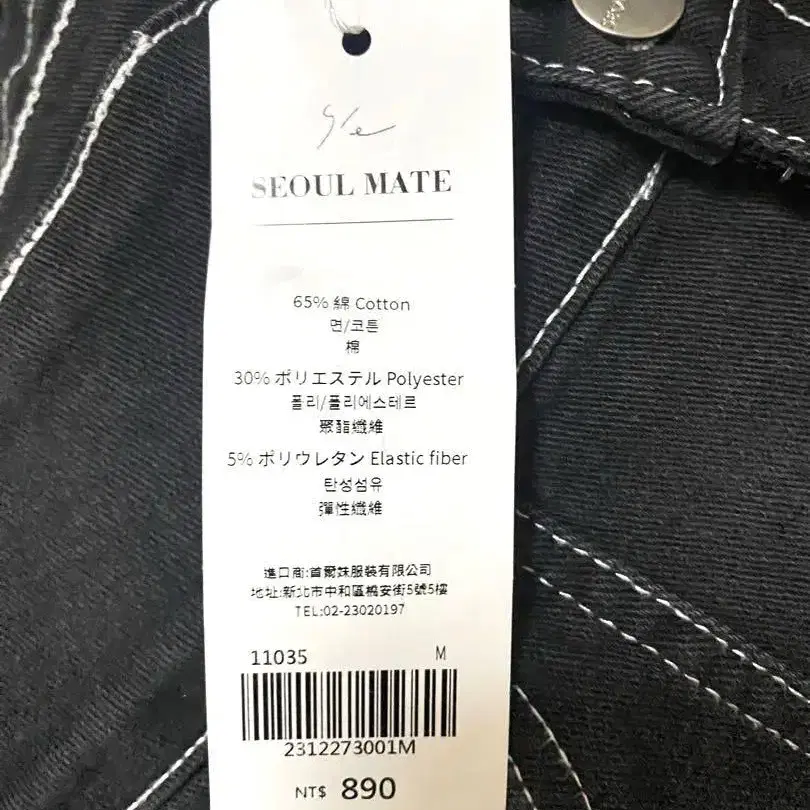 SEOUL MATE
65% 綿 Cotton
면/코튼
棉
30% ポリエステル Polyester
폴리/폴리에스테르
聚酯纖維
5% ポリウレタン Elastic fiber
탄성섬유
彈性纖維
進口商:首爾妹服裝有限公司
地址:新北市中和區橋安街5號5樓
TEL:02-23020197
11035 M
2312273001M
NT$ 890